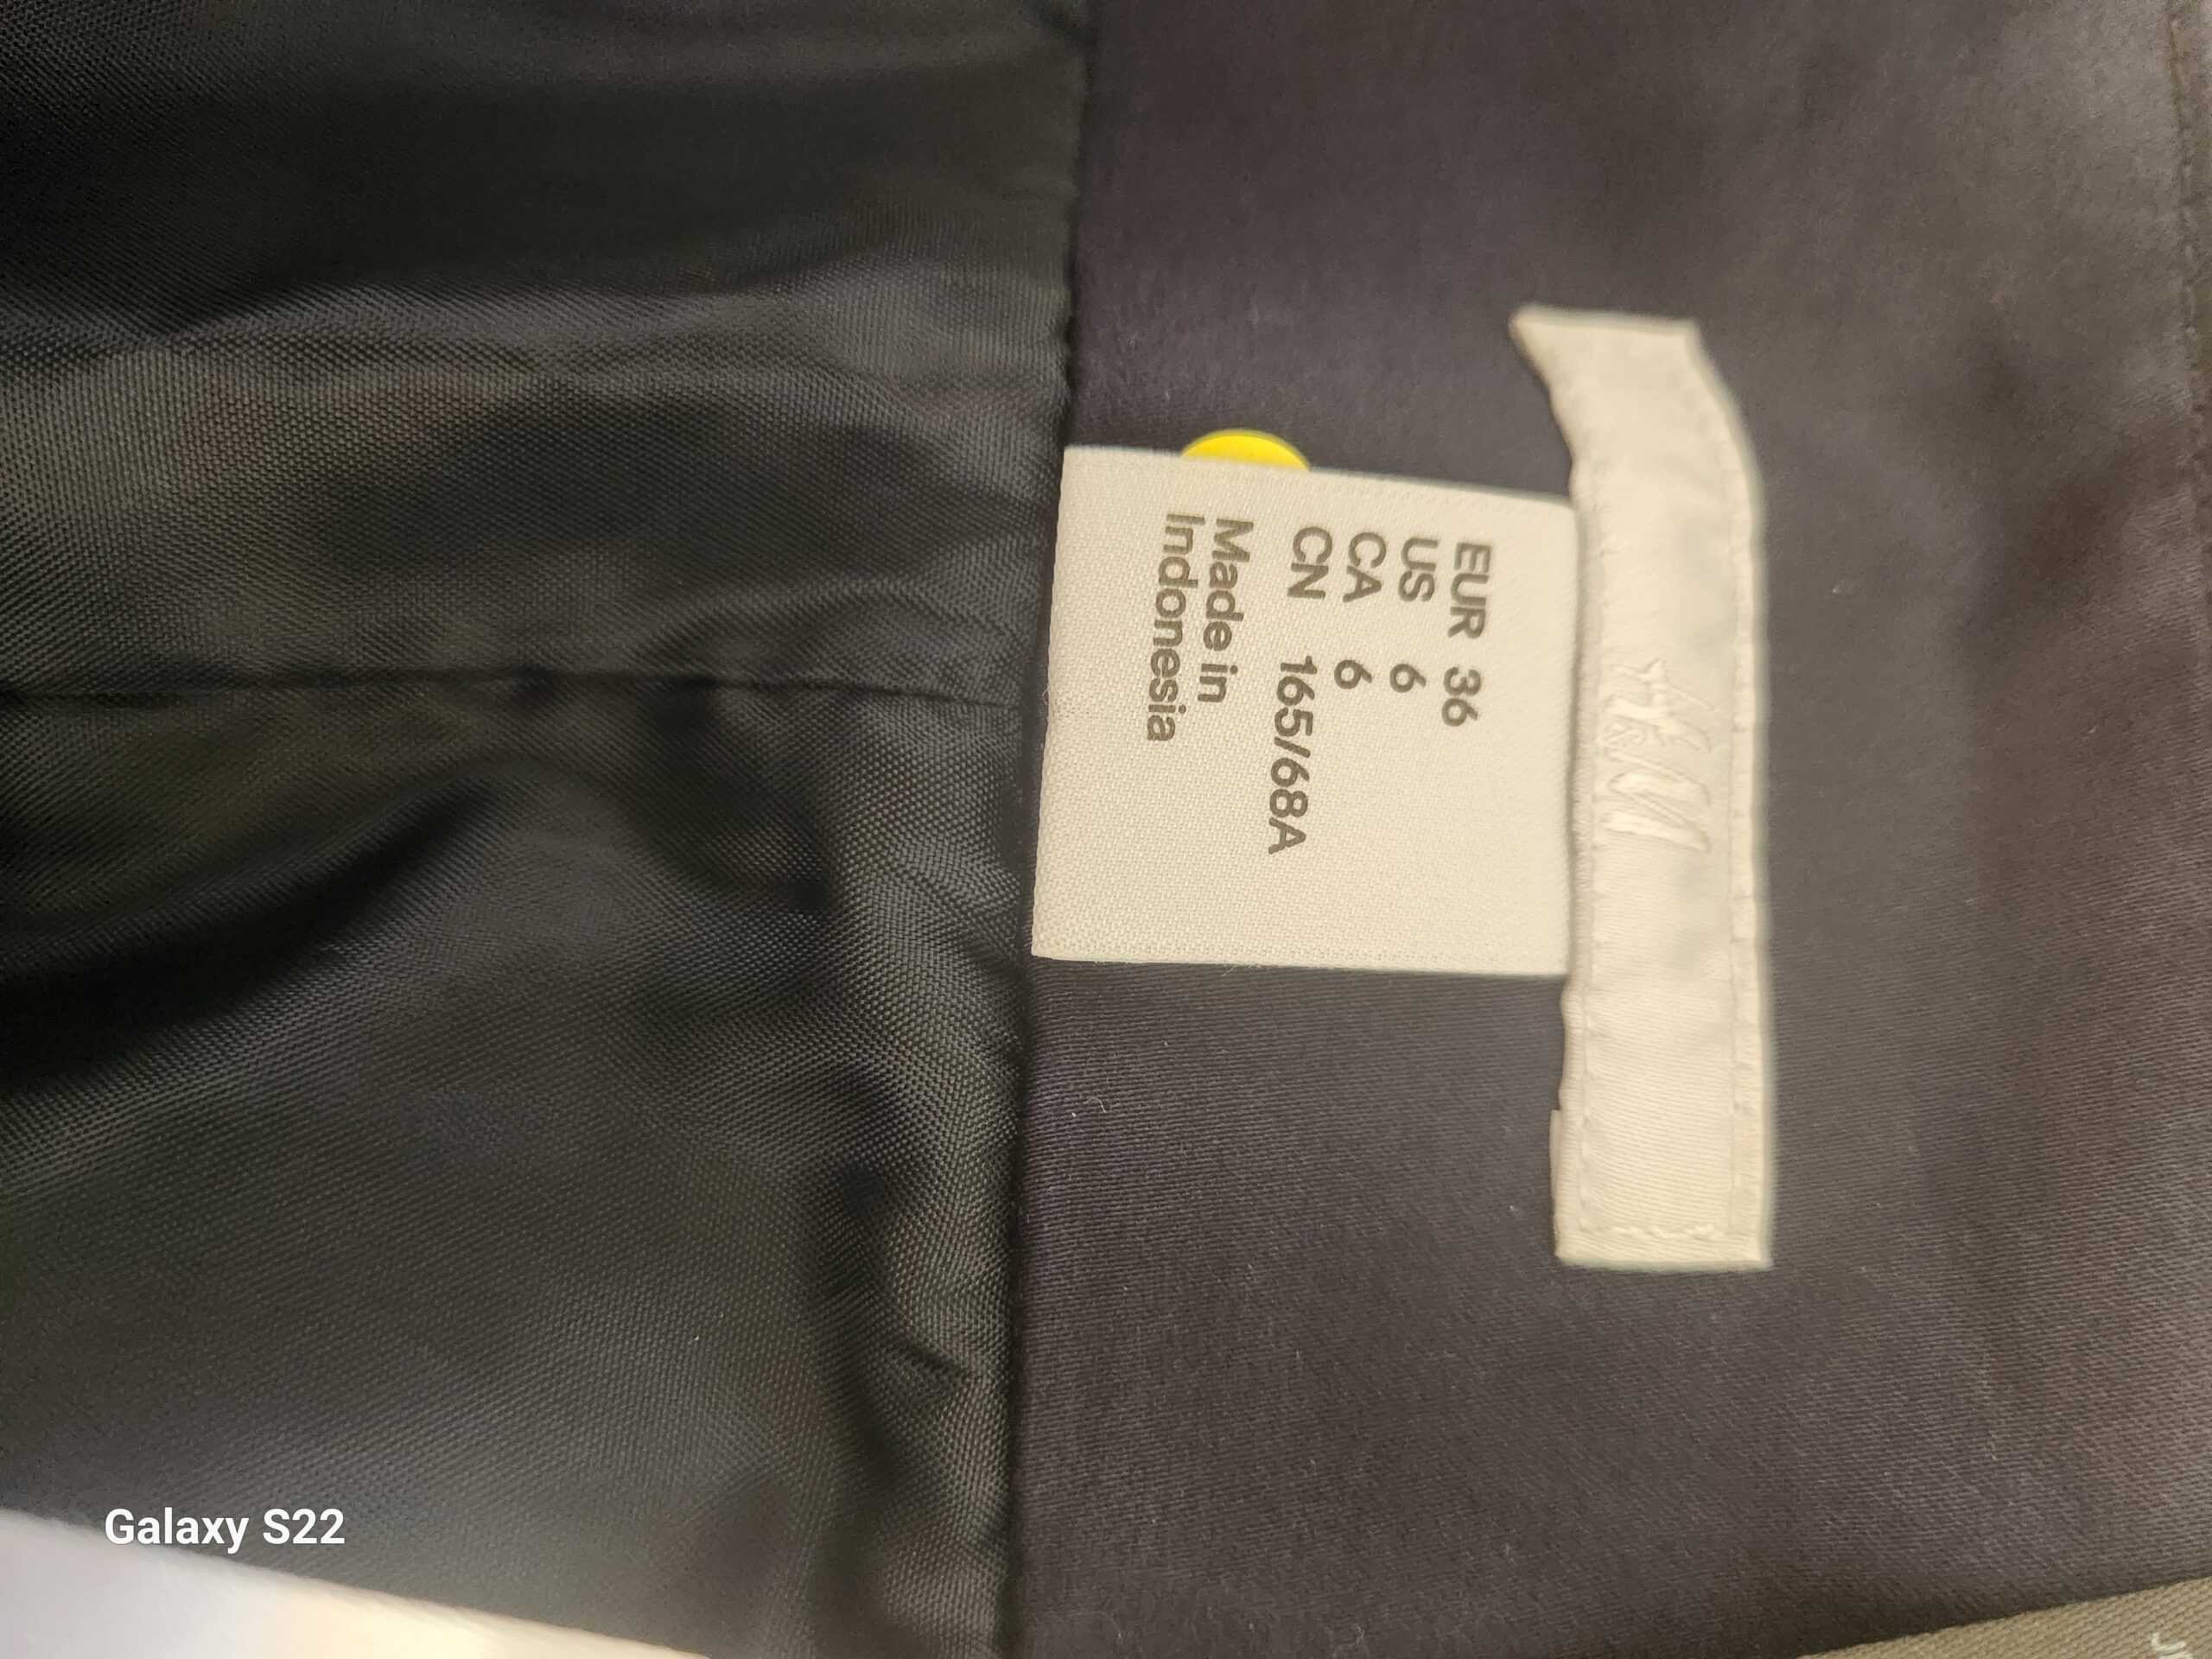 H&M
EUR 36
US 6
CA 6
CN 165/68A
Made in
Indonesia
Galaxy S22